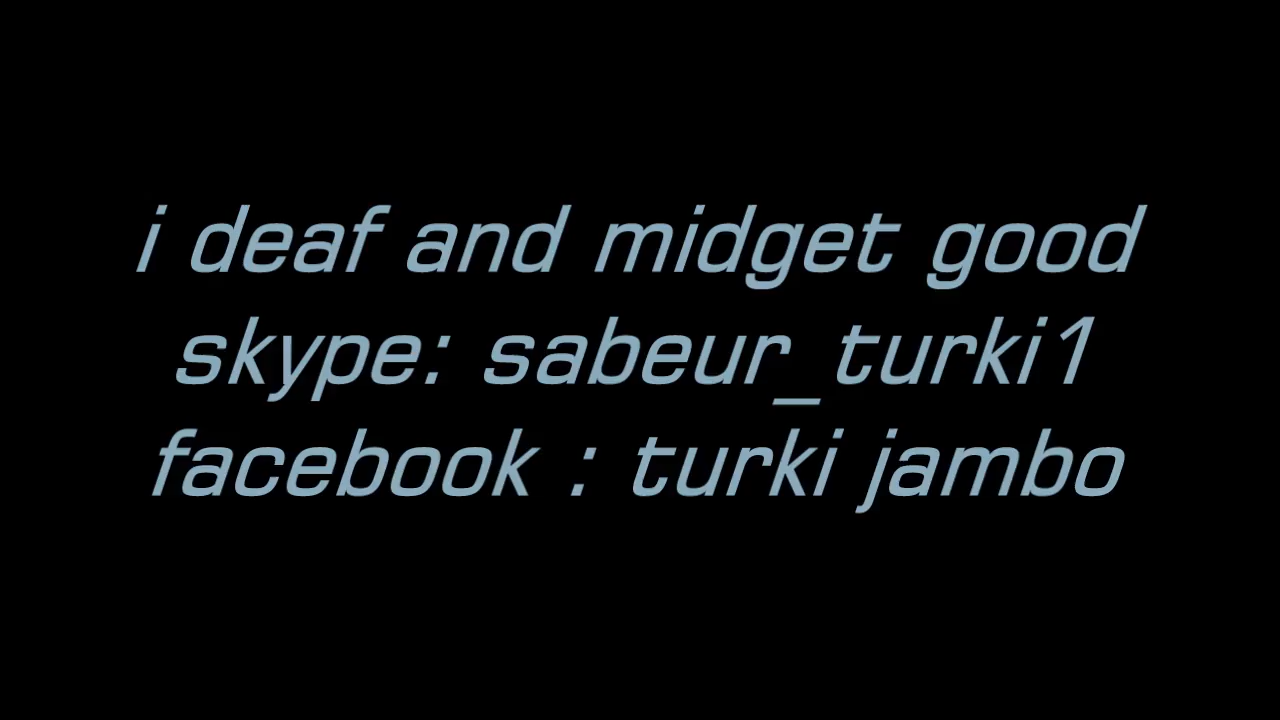 i deaf and midget good
skype: sabeur_turki1
facebook : turki jambo